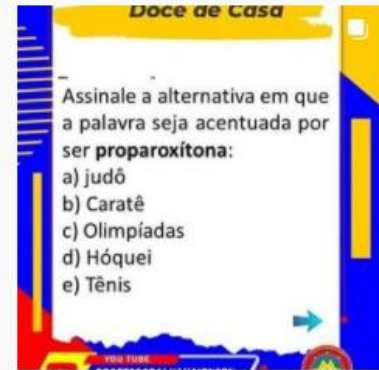 Doce de Casa
Assinale a alternativa em que
a palavra seja acentuada por
ser proparoxítona:
a) judô
b) Caratê
c) Olimpíadas
d) Hóquei
e) Tênis
YOU TUBE